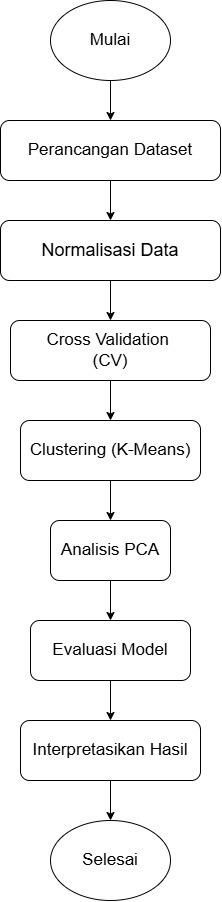 Mulai
Perancangan Dataset
Normalisasi Data
Cross Validation
(CV)
Clustering (K-Means)
Analisis PCA
Evaluasi Model
Interpretasikan Hasil
Selesai